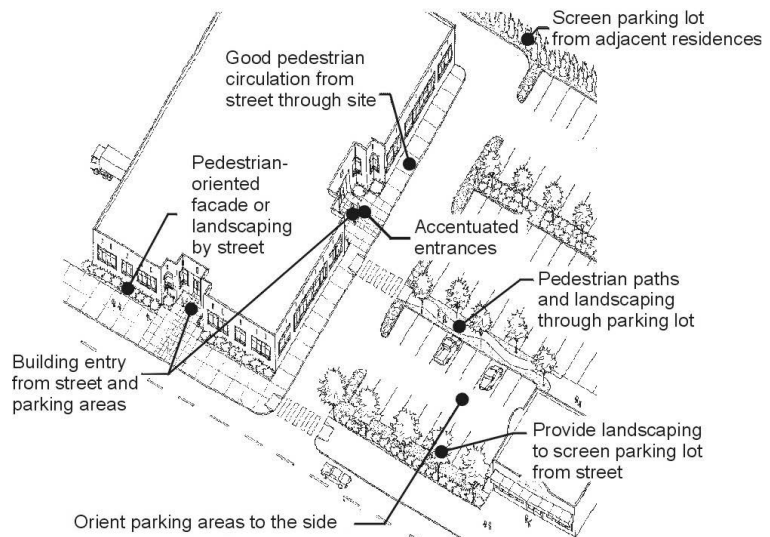 Screen parking lot
from adjacent residences
Good pedestrian
circulation from
street through site
Pedestrian-
oriented
facade or
landscaping
by street
Accentuated
entrances
Pedestrian paths
and landscaping
through parking lot
Building entry
from street and
parking areas
Provide landscaping
to screen parking lot
from street
Orient parking areas to the side